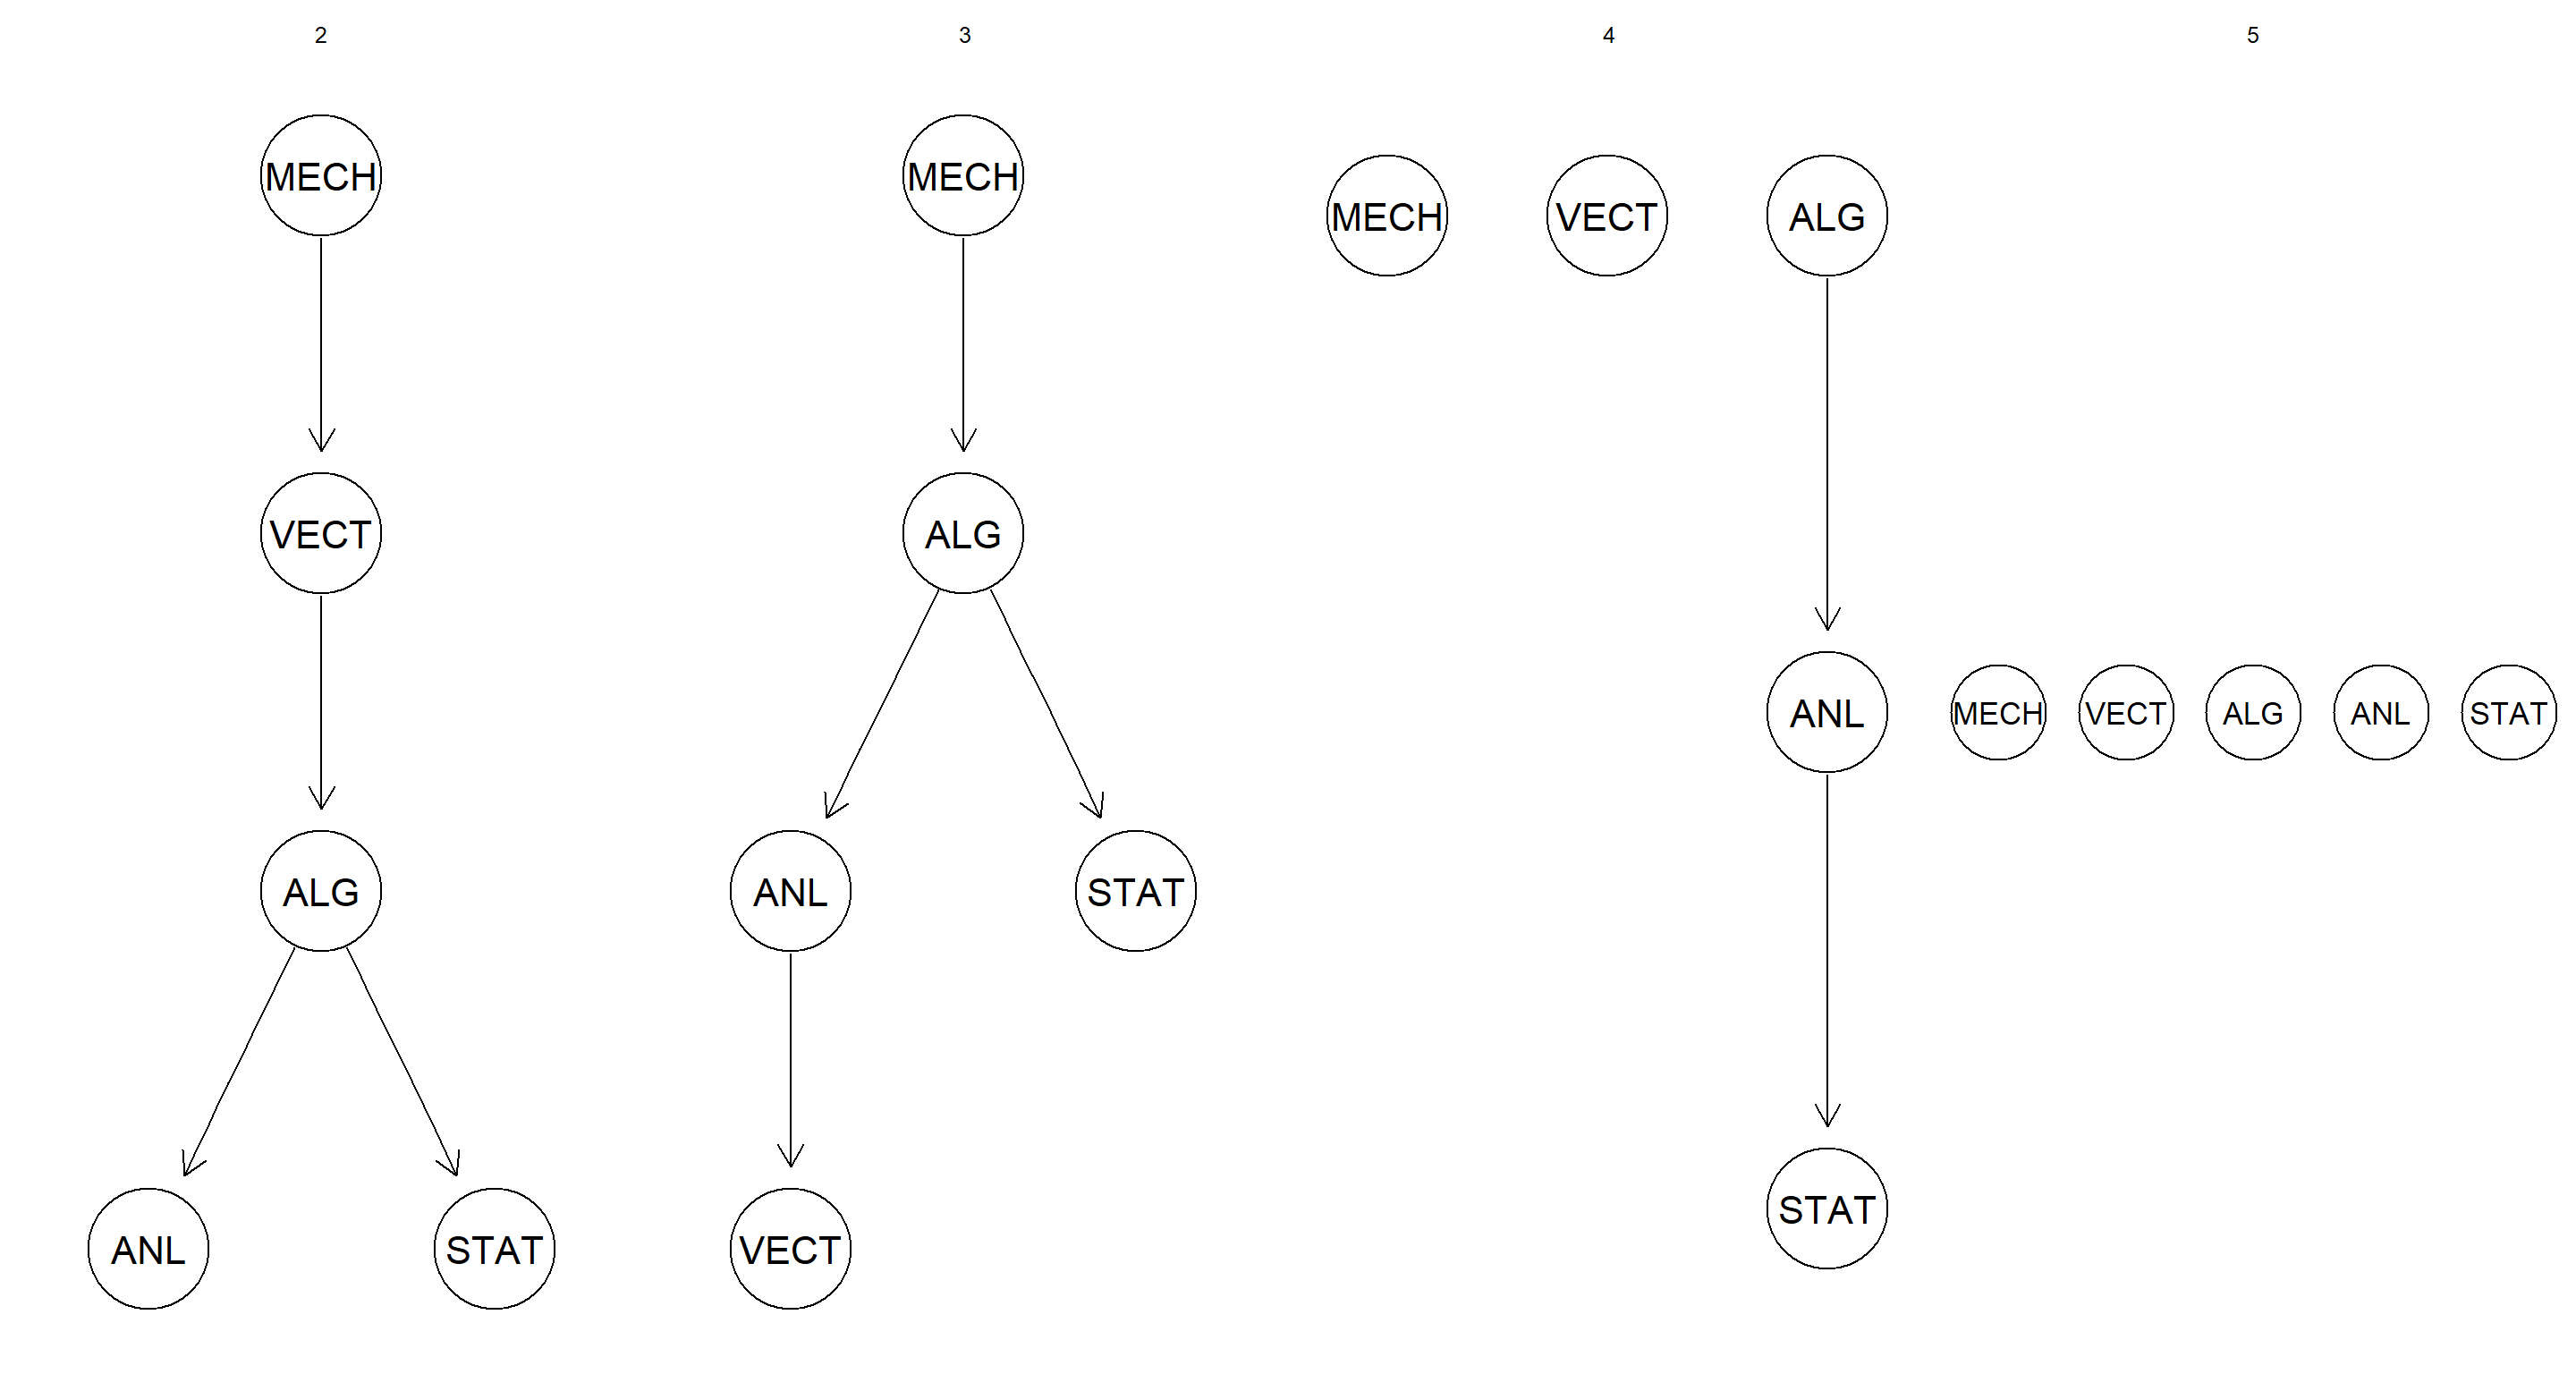 2
MECH
VECT
ALG
ANL STAT
3
MECH
ALG
ANL STAT
VECT
4
MECH VECT ALG
ANL
STAT
5
MECH VECT ALG ANL STAT